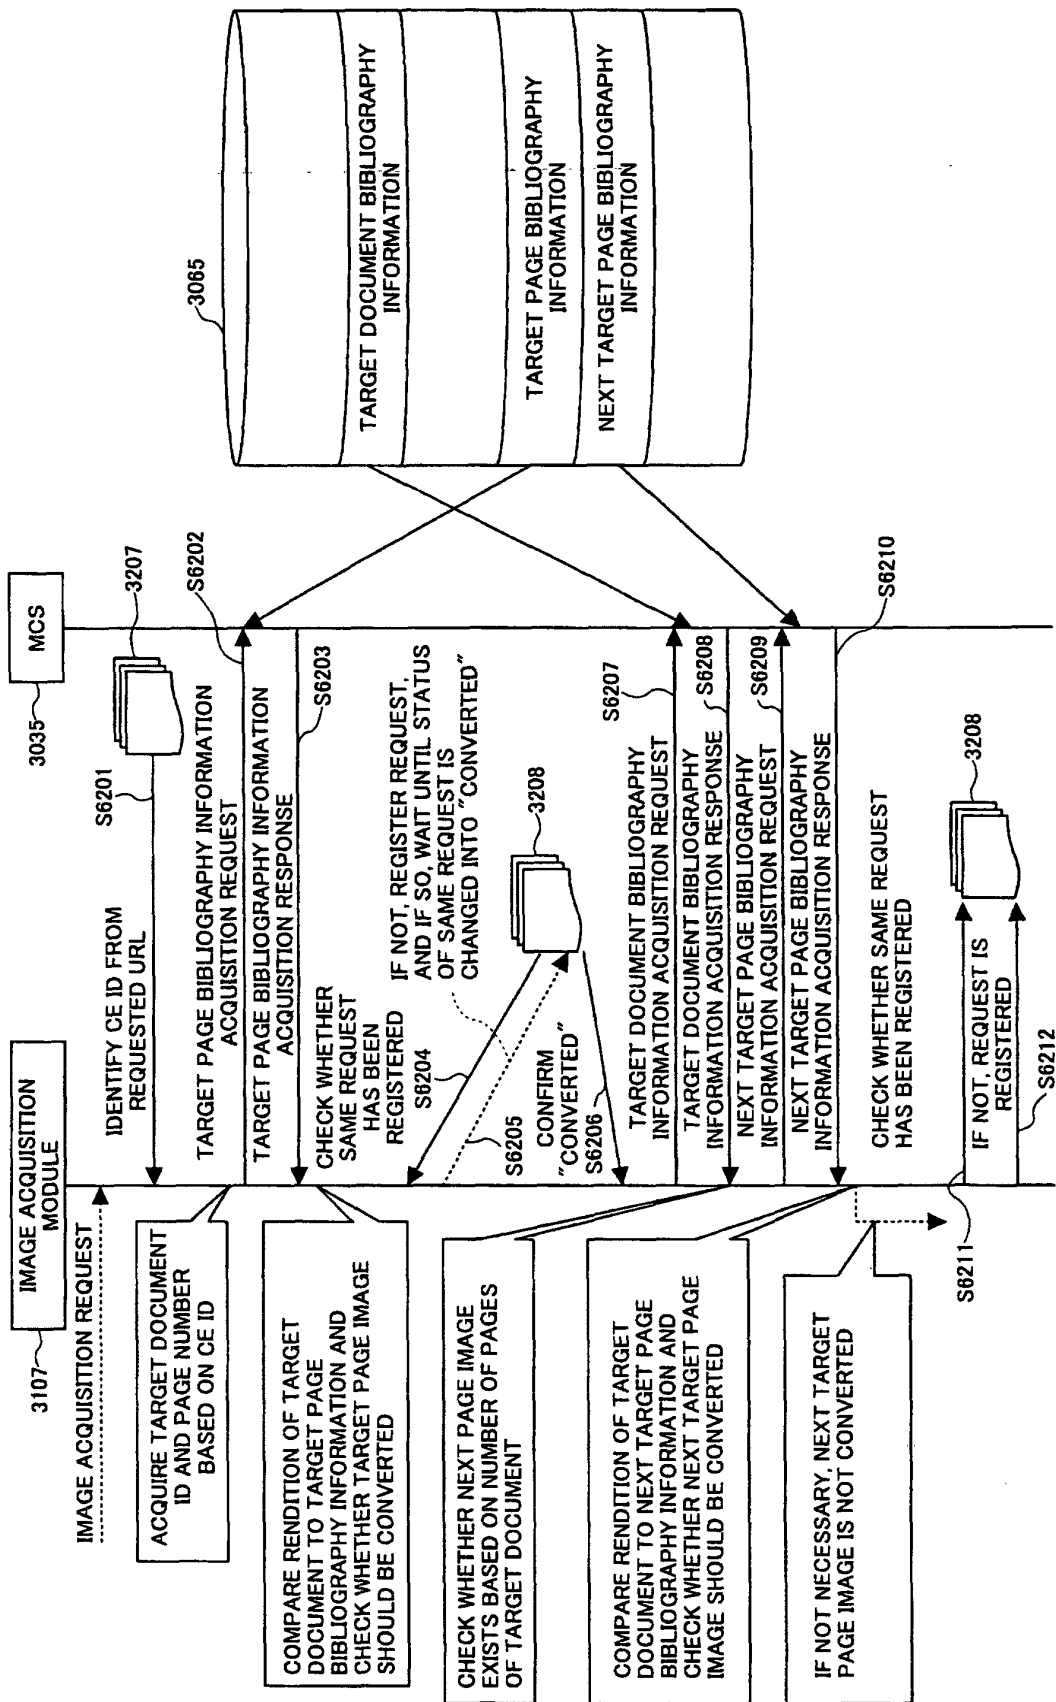 IMAGE ACQUISITION
MODULE
3107
IMAGE ACQUISITION REQUEST
MCS
3035
3065
3207
S6201
IDENTIFY CE ID FROM
REQUESTED URL
ACQUIRE TARGET DOCUMENT
ID AND PAGE NUMBER
BASED ON CE ID
TARGET PAGE BIBLIOGRAPHY INFORMATION
ACQUISITION REQUEST
S6202
TARGET PAGE BIBLIOGRAPHY INFORMATION
ACQUISITION RESPONSE
S6203
COMPARE RENDITION OF TARGET
DOCUMENT TO TARGET PAGE
BIBLIOGRAPHY INFORMATION AND
CHECK WHETHER TARGET PAGE IMAGE
SHOULD BE CONVERTED
CHECK WHETHER
SAME REQUEST
HAS BEEN
REGISTERED
S6204
IF NOT, REGISTER REQUEST,
AND IF SO, WAIT UNTIL STATUS
OF SAME REQUEST IS
CHANGED INTO "CONVERTED"
3208
S6205
CONFIRM
"CONVERTED"
S6206
TARGET DOCUMENT BIBLIOGRAPHY
INFORMATION ACQUISITION REQUEST
S6207
TARGET DOCUMENT BIBLIOGRAPHY
INFORMATION ACQUISITION RESPONSE
S6208
CHECK WHETHER NEXT PAGE IMAGE
EXISTS BASED ON NUMBER OF PAGES
OF TARGET DOCUMENT
NEXT TARGET PAGE BIBLIOGRAPHY
INFORMATION ACQUISITION REQUEST
S6209
NEXT TARGET PAGE BIBLIOGRAPHY
INFORMATION ACQUISITION RESPONSE
S6210
COMPARE RENDITION OF TARGET
DOCUMENT TO NEXT TARGET PAGE
BIBLIOGRAPHY INFORMATION AND
CHECK WHETHER NEXT TARGET PAGE
IMAGE SHOULD BE CONVERTED
IF NOT NECESSARY, NEXT TARGET
PAGE IMAGE IS NOT CONVERTED
CHECK WHETHER SAME REQUEST
HAS BEEN REGISTERED
S6211
3208
IF NOT, REQUEST IS
REGISTERED
S6212
TARGET DOCUMENT BIBLIOGRAPHY
INFORMATION
TARGET PAGE BIBLIOGRAPHY
INFORMATION
NEXT TARGET PAGE BIBLIOGRAPHY
INFORMATION